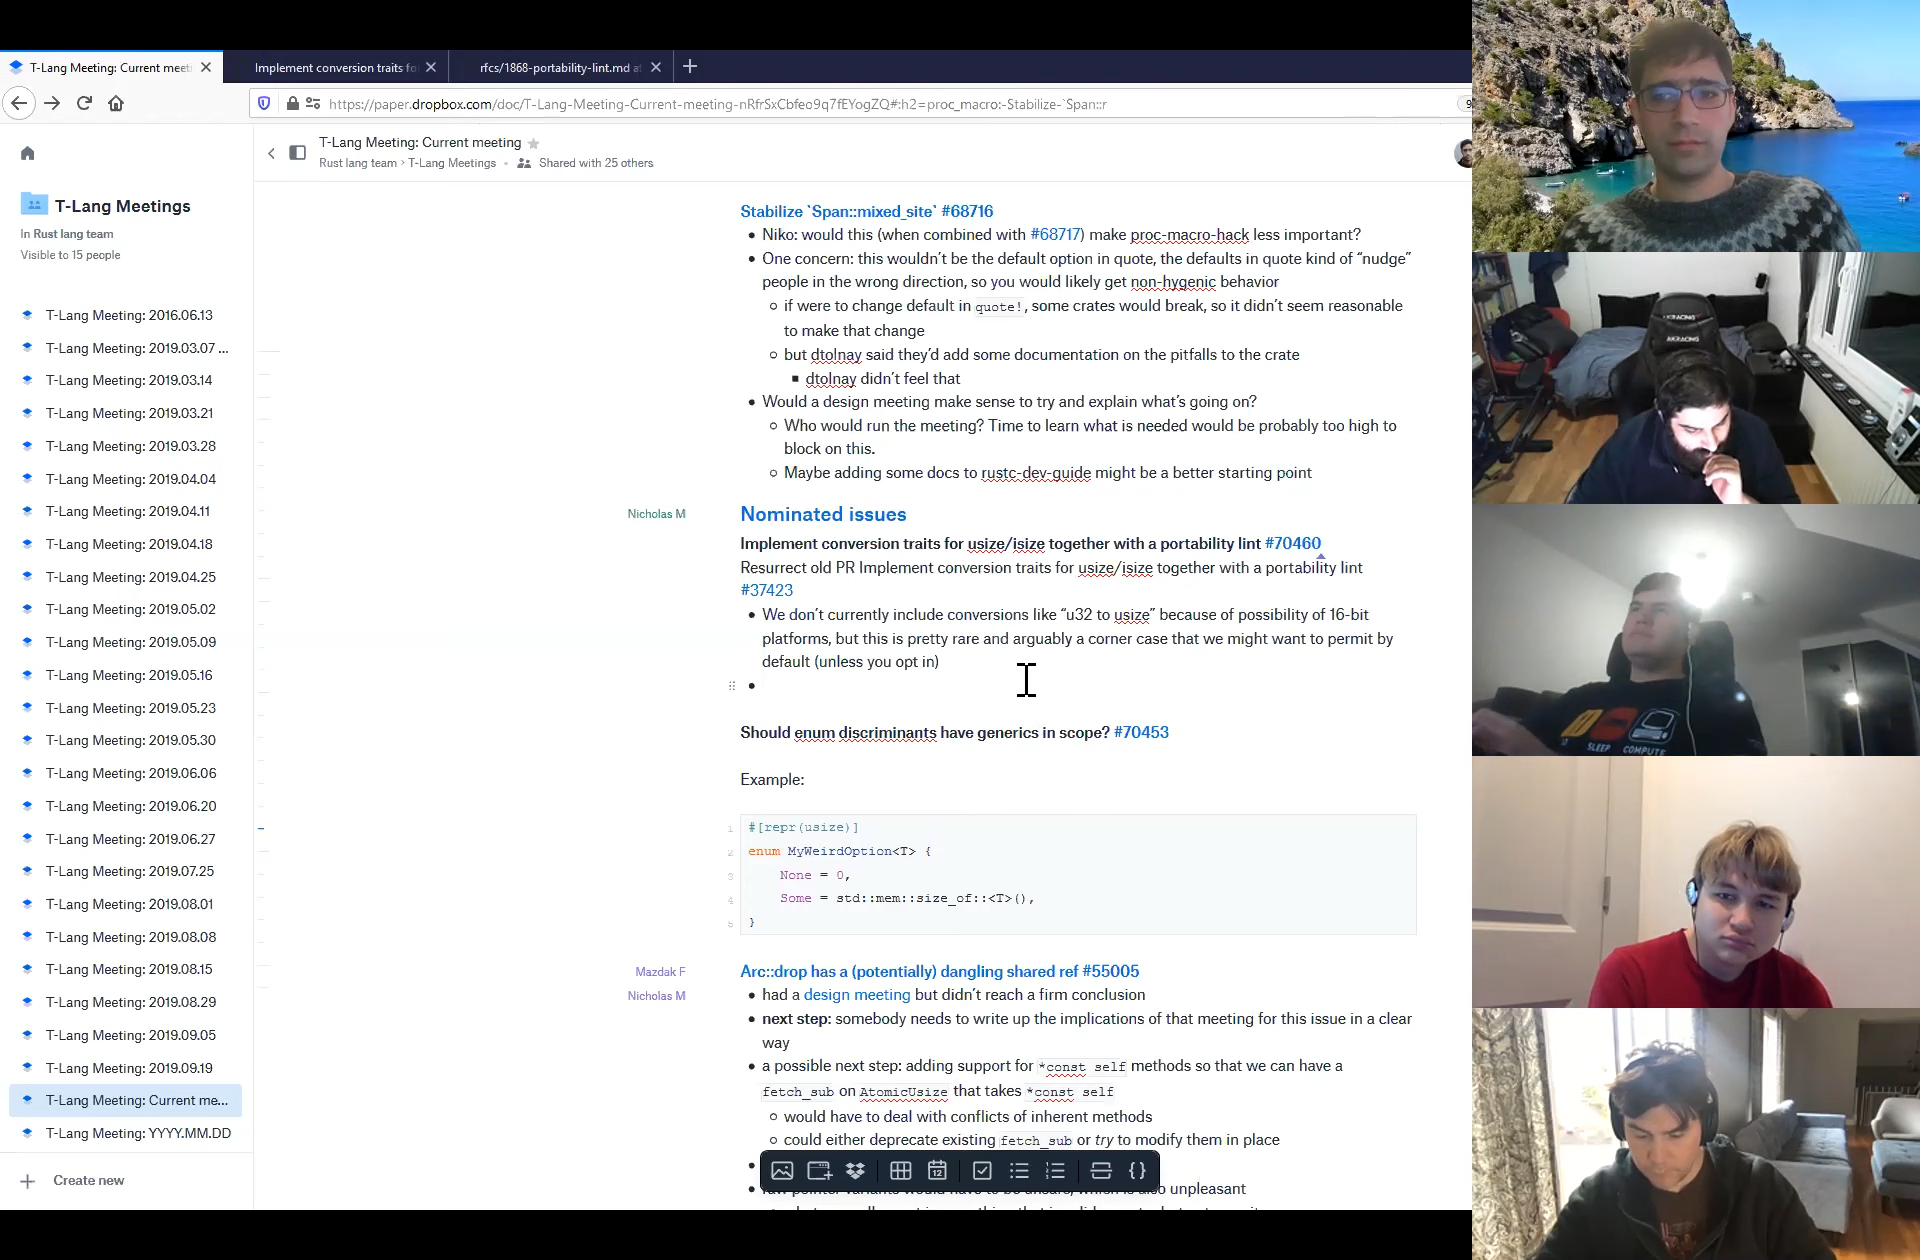 T-Lang Meeting: Current meeti
Implement conversion traits fo
rfcs/1868-portability-lint.md a
https://paper.dropbox.com/doc/T-Lang-Meeting-Current-meeting-nRfrSxCbfeo9q7fEYogZQ#:h2=proc_macro:-Stabilize-`Span::r
T-Lang Meeting: Current meeting
Rust lang team › T-Lang Meetings • Shared with 25 others
T-Lang Meetings
In Rust lang team
Visible to 15 people
T-Lang Meeting: 2016.06.13
T-Lang Meeting: 2019.03.07 ...
T-Lang Meeting: 2019.03.14
T-Lang Meeting: 2019.03.21
T-Lang Meeting: 2019.03.28
T-Lang Meeting: 2019.04.04
T-Lang Meeting: 2019.04.11
T-Lang Meeting: 2019.04.18
T-Lang Meeting: 2019.04.25
T-Lang Meeting: 2019.05.02
T-Lang Meeting: 2019.05.09
T-Lang Meeting: 2019.05.16
T-Lang Meeting: 2019.05.23
T-Lang Meeting: 2019.05.30
T-Lang Meeting: 2019.06.06
T-Lang Meeting: 2019.06.20
T-Lang Meeting: 2019.06.27
T-Lang Meeting: 2019.07.25
T-Lang Meeting: 2019.08.01
T-Lang Meeting: 2019.08.08
T-Lang Meeting: 2019.08.15
T-Lang Meeting: 2019.08.29
T-Lang Meeting: 2019.09.05
T-Lang Meeting: 2019.09.19
T-Lang Meeting: Current me...
T-Lang Meeting: YYYY.MM.DD
Create new
Stabilize `Span::mixed_site` #68716
• Niko: would this (when combined with #68717) make proc-macro-hack less important?
• One concern: this wouldn't be the default option in quote, the defaults in quote kind of “nudge”
people in the wrong direction, so you would likely get non-hygenic behavior
if were to change default in quote!, some crates would break, so it didn't seem reasonable
to make that change
but dtolnay said they'd add some documentation on the pitfalls to the crate
dtolnay didn't feel that
• Would a design meeting make sense to try and explain what's going on?
Who would run the meeting? Time to learn what is needed would be probably too high to
block on this.
Maybe adding some docs to rustc-dev-guide might be a better starting point
Nicholas M
Nominated issues
Implement conversion traits for usize/isize together with a portability lint #70460
Resurrect old PR Implement conversion traits for usize/isize together with a portability lint
#37423
• We don't currently include conversions like “u32 to usize” because of possibility of 16-bit
platforms, but this is pretty rare and arguably a corner case that we might want to permit by
default (unless you opt in)
Should enum discriminants have generics in scope? #70453
Example:
1 #[repr(usize)]
2 enum MyWeirdOption<T> {
3 None = 0,
4 Some = std::mem::size_of::<T>(),
5 }
Mazdak F
Arc::drop has a (potentially) dangling shared ref #55005
Nicholas M
• had a design meeting but didn't reach a firm conclusion
• next step: somebody needs to write up the implications of that meeting for this issue in a clear
way
• a possible next step: adding support for *const self methods so that we can have a
fetch_sub on AtomicUsize that takes *const self
would have to deal with conflicts of inherent methods
could either deprecate existing fetch_sub or try to modify them in place
12
unpleasant
SLEEP COMPUTE